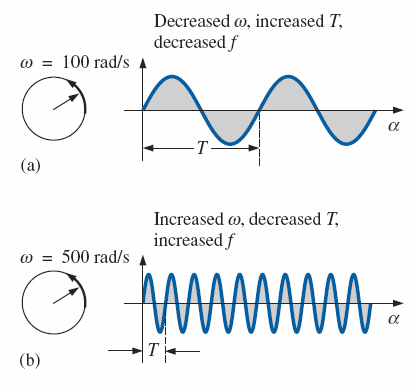 Decreased ω, increased T,
decreased f
ω = 100 rad/s
α
T
(a)
Increased ω, decreased T,
increased f
ω = 500 rad/s
α
T
(b)